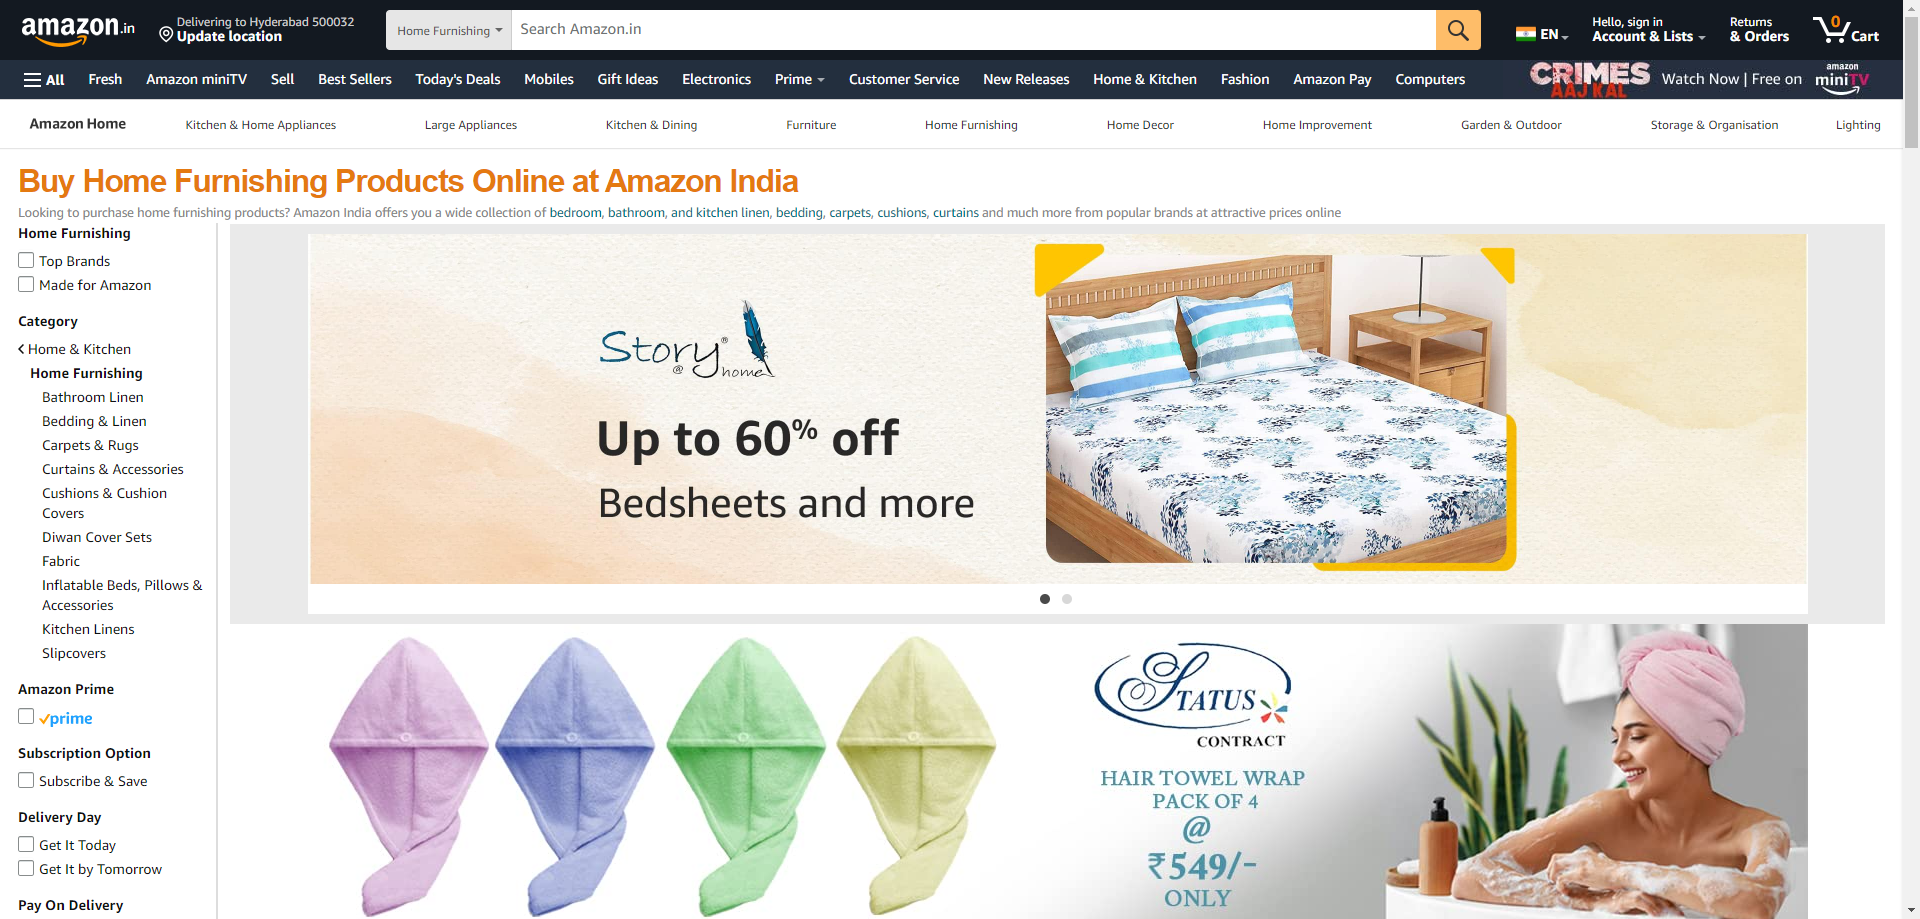 amazon.in
Delivering to Hyderabad 500032
Update location
Home Furnishing
Search Amazon.in
EN
Hello, sign in
Account & Lists
Returns
& Orders
0
Cart
All
Fresh
Amazon miniTV
Sell
Best Sellers
Today's Deals
Mobiles
Gift Ideas
Electronics
Prime
Customer Service
New Releases
Home & Kitchen
Fashion
Amazon Pay
Computers
CRIMES
AAJ KAL
Watch Now | Free on
amazon
miniTV
Amazon Home
Kitchen & Home Appliances
Large Appliances
Kitchen & Dining
Furniture
Home Furnishing
Home Decor
Home Improvement
Garden & Outdoor
Storage & Organisation
Lighting
Buy Home Furnishing Products Online at Amazon India
Looking to purchase home furnishing products? Amazon India offers you a wide collection of bedroom, bathroom, and kitchen linen, bedding, carpets, cushions, curtains and much more from popular brands at attractive prices online
Home Furnishing
Top Brands
Made for Amazon
Category
Home & Kitchen
Home Furnishing
Bathroom Linen
Bedding & Linen
Carpets & Rugs
Curtains & Accessories
Cushions & Cushion
Covers
Diwan Cover Sets
Fabric
Inflatable Beds, Pillows &
Accessories
Kitchen Linens
Slipcovers
Amazon Prime
prime
Subscription Option
Subscribe & Save
Delivery Day
Get It Today
Get It by Tomorrow
Pay On Delivery
Story®
@ home
Up to 60% off
Bedsheets and more
STATUS
CONTRACT
HAIR TOWEL WRAP
PACK OF 4
@
₹549/-
ONLY